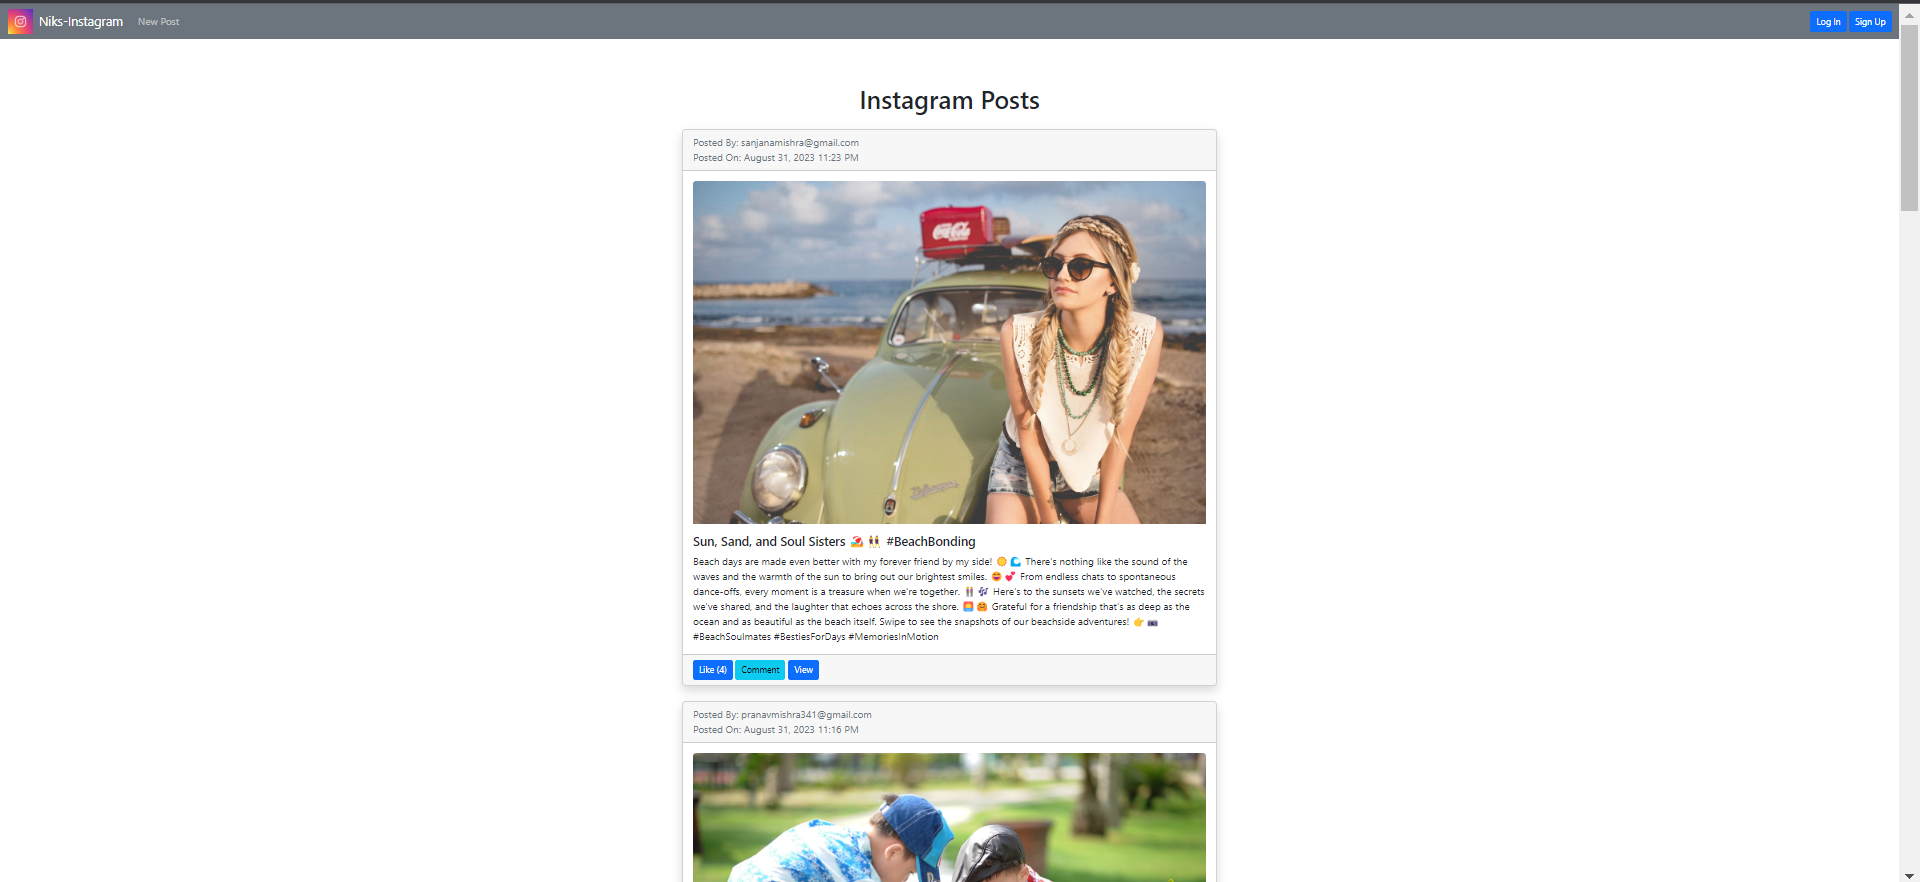 Niks-Instagram New Post Log In Sign Up
Instagram Posts
Posted By: sanjanamishra@gmail.com
Posted On: August 31, 2023 11:23 PM
Coca-Cola
Volkswagen
Sun, Sand, and Soul Sisters 🏖️ 👯 #BeachBonding
Beach days are made even better with my forever friend by my side! 🌞 🌊 There's nothing like the sound of the
waves and the warmth of the sun to bring out our brightest smiles. 😄 💕 From endless chats to spontaneous
dance-offs, every moment is a treasure when we're together. 👭 🎶 Here's to the sunsets we've watched, the secrets
we've shared, and the laughter that echoes across the shore. 🌅 🤗 Grateful for a friendship that's as deep as the
ocean and as beautiful as the beach itself. Swipe to see the snapshots of our beachside adventures! 👉 📷
#BeachSoulmates #BestiesForDays #MemoriesInMotion
Like (4) Comment View
Posted By: pranavmishra341@gmail.com
Posted On: August 31, 2023 11:16 PM